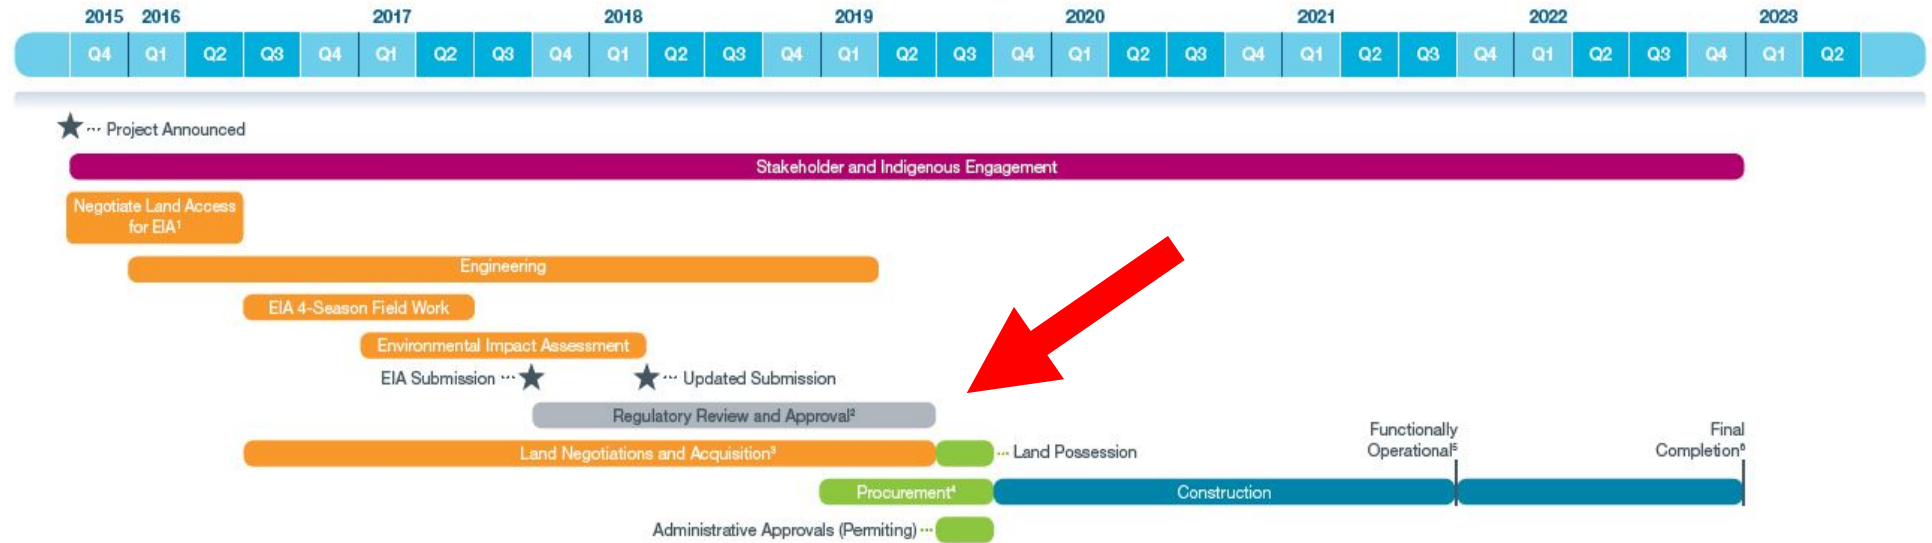 2015 2016 2017 2018 2019 2020 2021 2022 2023
Q4 Q1 Q2 Q3 Q4 Q1 Q2 Q3 Q4 Q1 Q2 Q3 Q4 Q1 Q2 Q3 Q4 Q1 Q2 Q3 Q4 Q1 Q2 Q3 Q4 Q1 Q2 Q3 Q4 Q1 Q2
··· Project Announced
Stakeholder and Indigenous Engagement
Negotiate Land Access
for EIA¹
Engineering
EIA 4-Season Field Work
Environmental Impact Assessment
EIA Submission ··· ··· Updated Submission
Regulatory Review and Approval²
Land Negotiations and Acquisition³
··· Land Possession
Functionally
Operational⁵
Final
Completion⁶
Procurement⁴
Construction
Administrative Approvals (Permiting) ···